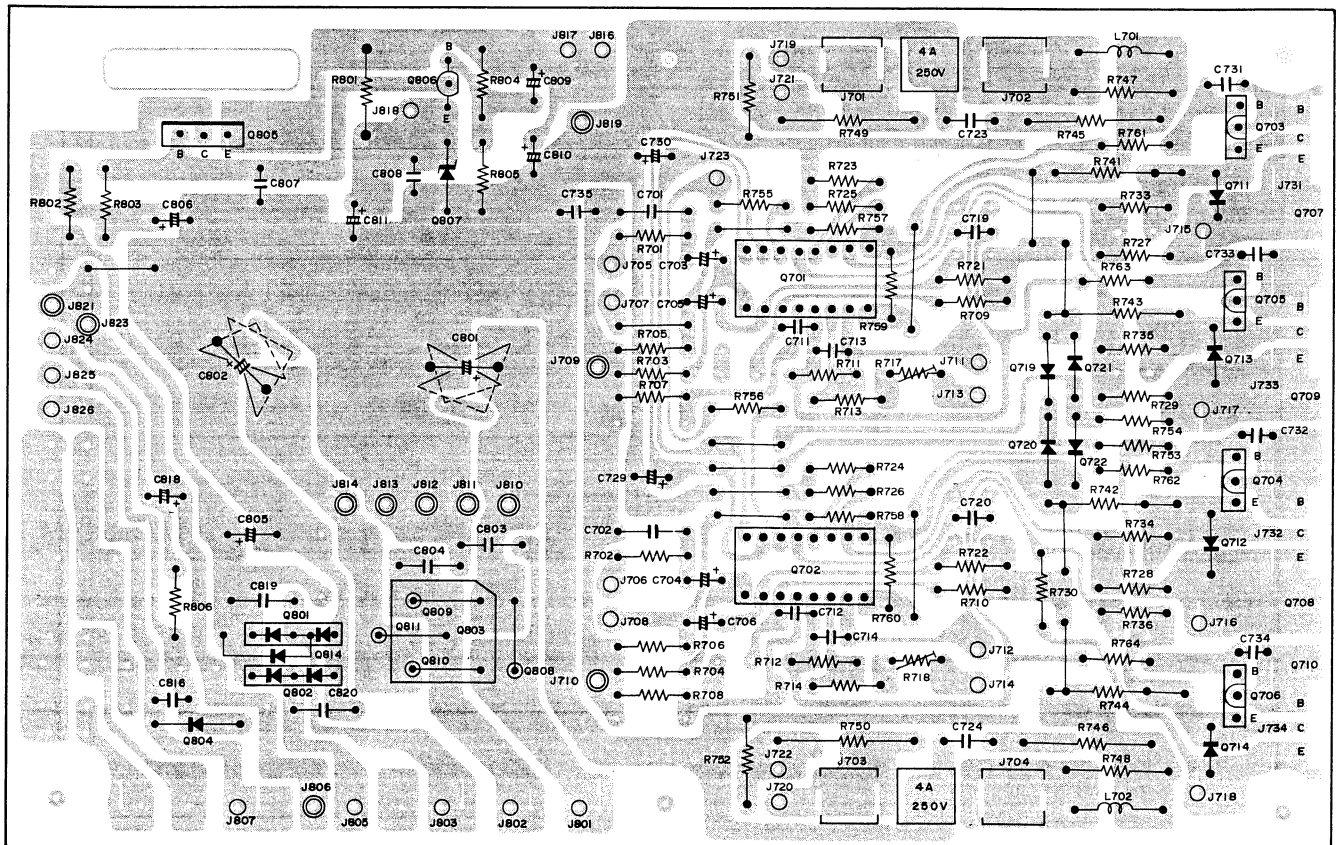 J817 J816
J719
4A
250V
L701
R801
B
Q806
R804
C809
R751
J721
J701
J702
R747
C731
B
B
J818
E
J819
R749
C723
R745
R761
Q703
C
Q805
C730
R741
E
E
B C E
C810
J723
R723
C807
C808
R805
C735
C701
R755
R725
R733
Q711
J731
R802
R803
C806
C811
Q807
R757
C719
J715
Q707
R701
R727
C733
J705
C703
Q701
R721
R763
B
J821
J707
C705
R709
Q705
B
J823
R759
R743
E
C
J824
C801
R705
C711
C713
R735
C802
J709
R703
R711
R717
J711
Q719
Q721
Q713
E
J825
R707
R713
J713
J733
J826
R756
R729
J717
Q709
R754
C732
Q720
R753
B
C818
J814 J813 J812 J811 J810
C729
R724
Q722
R762
Q704
R726
R742
E
B
C805
C702
R758
C720
R734
J732
C
C803
R702
Q712
E
C804
J706
C704
Q702
R722
R728
C819
R806
R710
R730
Q708
Q801
Q809
J708
C706
C712
R760
R736
J716
Q811
Q803
C714
Q814
R706
J712
R764
C734
Q710
Q810
Q808
R704
R712
R718
B
Q802
C820
J710
R708
R714
J714
Q706
C816
R744
E
B
Q804
R750
C724
R746
J734
C
R752
J722
J703
J704
R748
Q714
E
J806
J720
4A
250V
L702
J718
J807
J805
J803
J802
J801